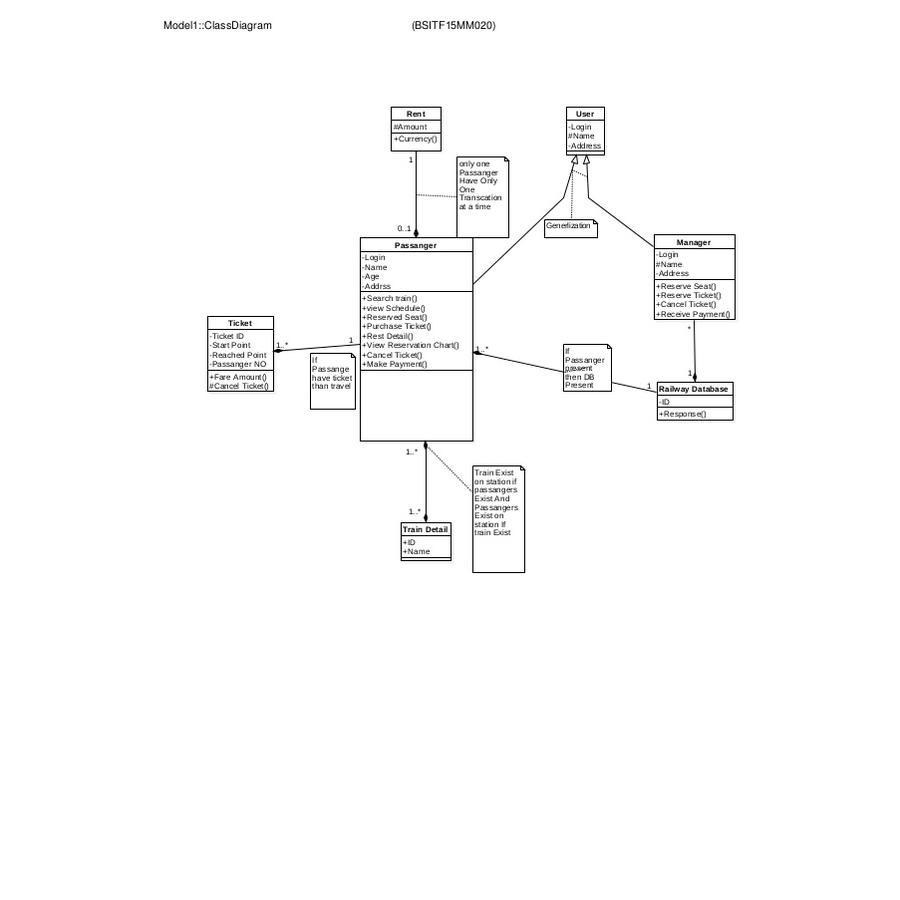 Model1::ClassDiagram
(BSITF15MM020)
Rent
#Amount
+Currency()
User
-Login
#Name
-Address
1
only one
Passanger
Have Only
One
Transcation
at a time
0..1
Generlization
Passanger
-Login
-Name
-Age
-Addrss
+Search train()
+view Schedule()
+Reserved Seat()
+Purchase Ticket()
+Rest Detail()
+View Reservation Chart()
+Cancel Ticket()
+Make Payment()
Manager
-Login
#Name
-Address
+Reserve Seat()
+Reserve Ticket()
+Cancel Ticket()
+Receive Payment()
Ticket
-Ticket ID
-Start Point
-Reached Point
-Passanger NO
+Fare Amount()
#Cancel Ticket()
1..*
1
If
Passange
have ticket
than travel
1..*
If
Passanger
present
then DB
Present
*
1
1
Railway Database
-ID
+Response()
1..*
Train Exist
on station if
passangers
Exist And
Passangers
Exist on
station If
train Exist
1..*
Train Detail
+ID
+Name